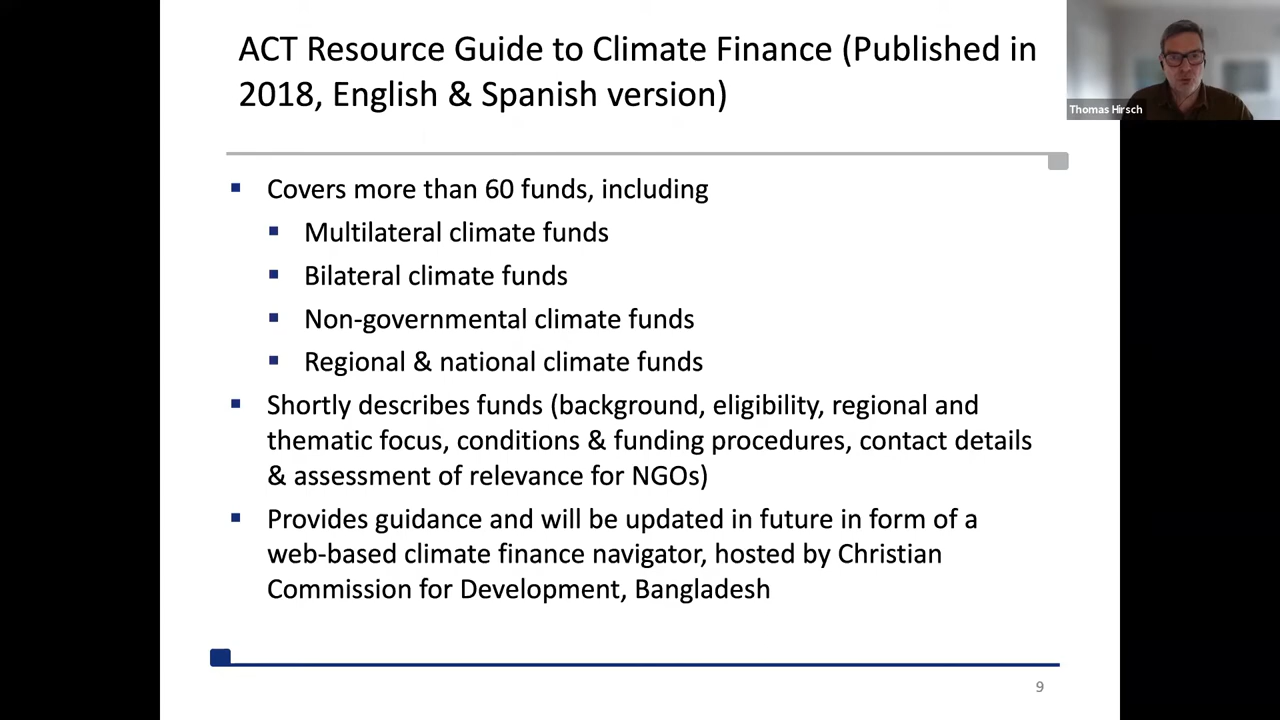 ACT Resource Guide to Climate Finance (Published in
2018, English & Spanish version)
Thomas Hirsch
▪ Covers more than 60 funds, including
▪ Multilateral climate funds
▪ Bilateral climate funds
▪ Non-governmental climate funds
▪ Regional & national climate funds
▪ Shortly describes funds (background, eligibility, regional and
thematic focus, conditions & funding procedures, contact details
& assessment of relevance for NGOs)
▪ Provides guidance and will be updated in future in form of a
web-based climate finance navigator, hosted by Christian
Commission for Development, Bangladesh
9